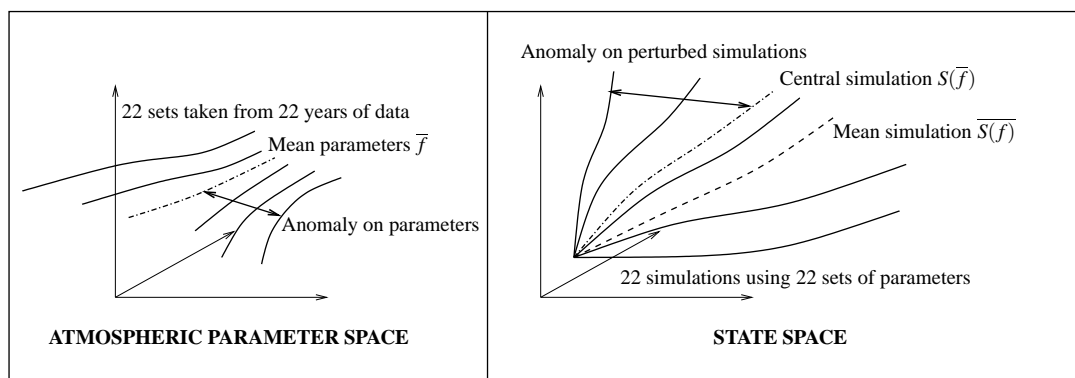 22 sets taken from 22 years of data
Mean parameters f̅
Anomaly on parameters
ATMOSPHERIC PARAMETER SPACE
Anomaly on perturbed simulations
Central simulation S(f̅)
Mean simulation \overline{S(f)}
22 simulations using 22 sets of parameters
STATE SPACE